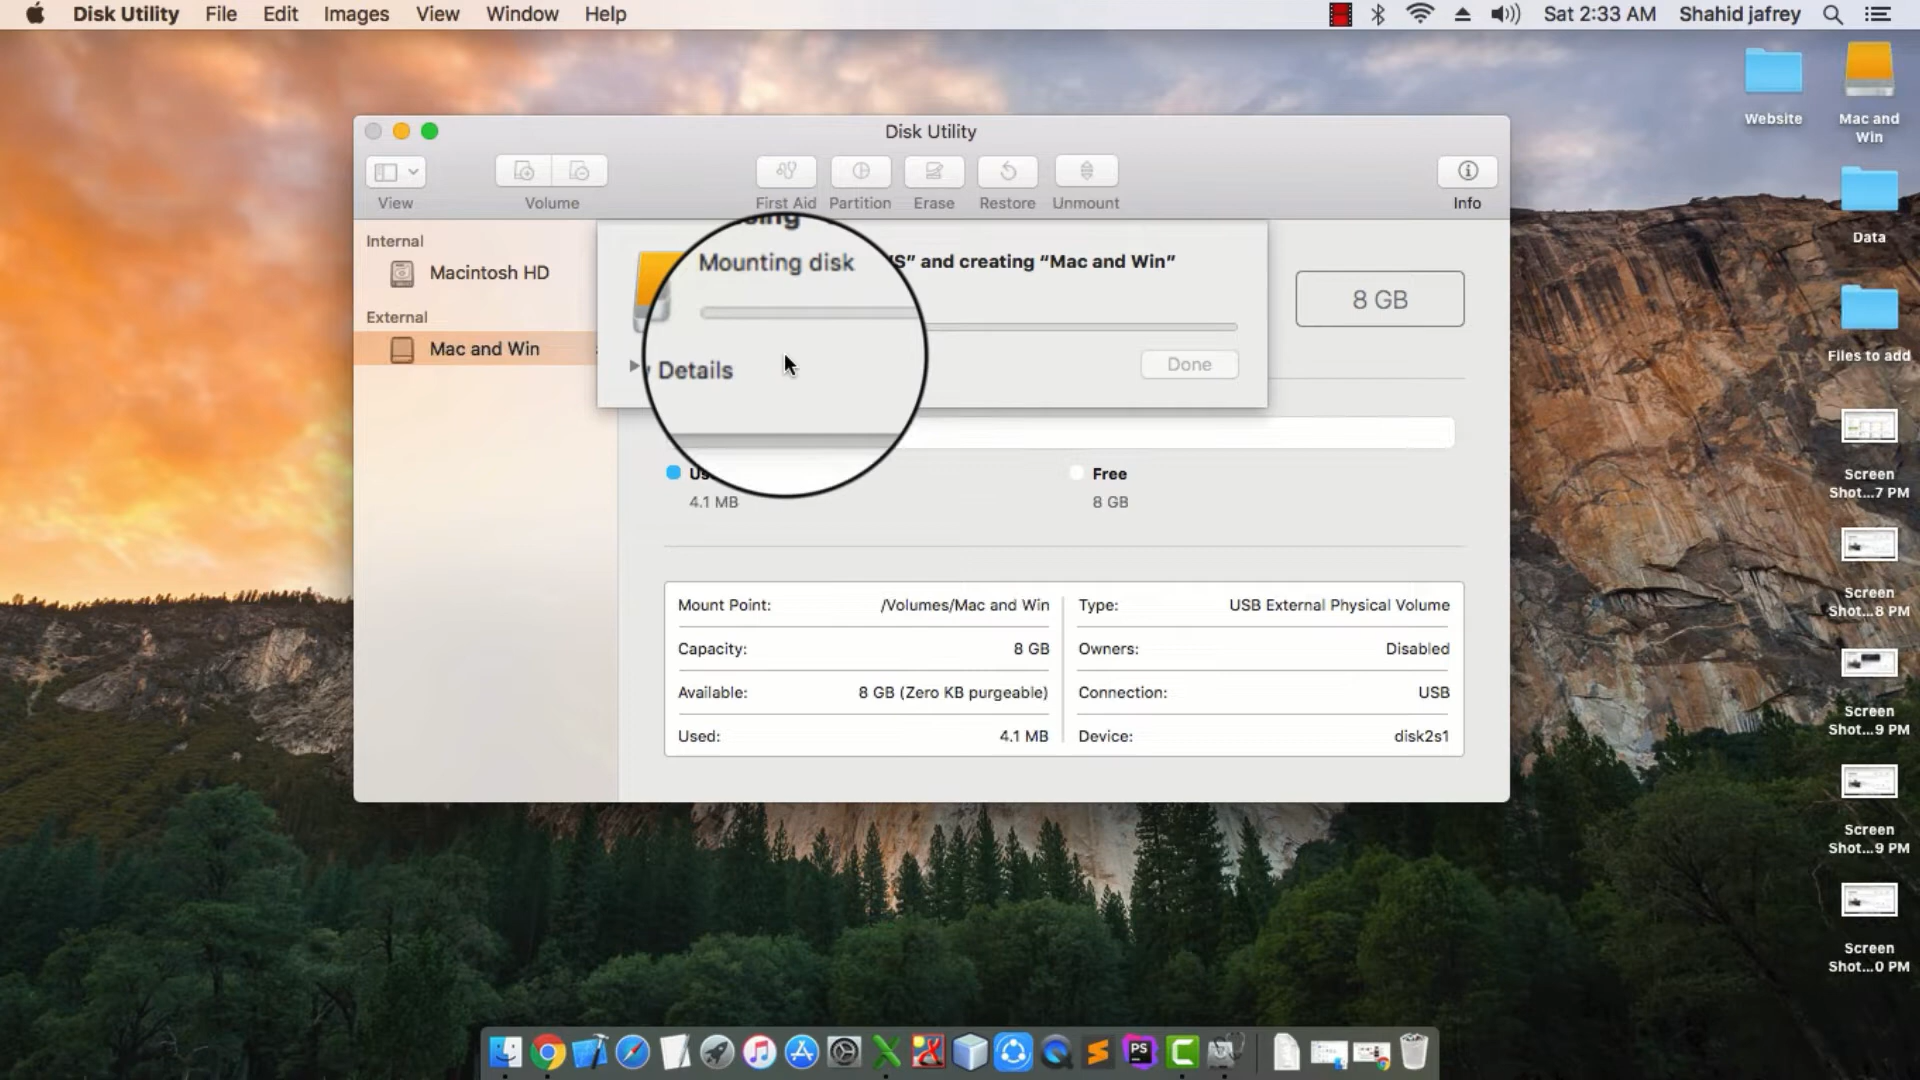 Disk Utility File Edit Images View Window Help
Sat 2:33 AM Shahid jafrey
Disk Utility
View Volume First Aid Partition Erase Restore Unmount Info
Internal
Macintosh HD
External
Mac and Win
S” and creating “Mac and Win”
Mounting disk
Details
Done
8 GB
Free
4.1 MB
8 GB
Mount Point: /Volumes/Mac and Win
Type: USB External Physical Volume
Capacity: 8 GB
Owners: Disabled
Available: 8 GB (Zero KB purgeable)
Connection: USB
Used: 4.1 MB
Device: disk2s1
Website
Mac and
Win
Data
Files to add
Screen
Shot...7 PM
Screen
Shot...8 PM
Screen
Shot...9 PM
Screen
Shot...9 PM
Screen
Shot...0 PM
PS